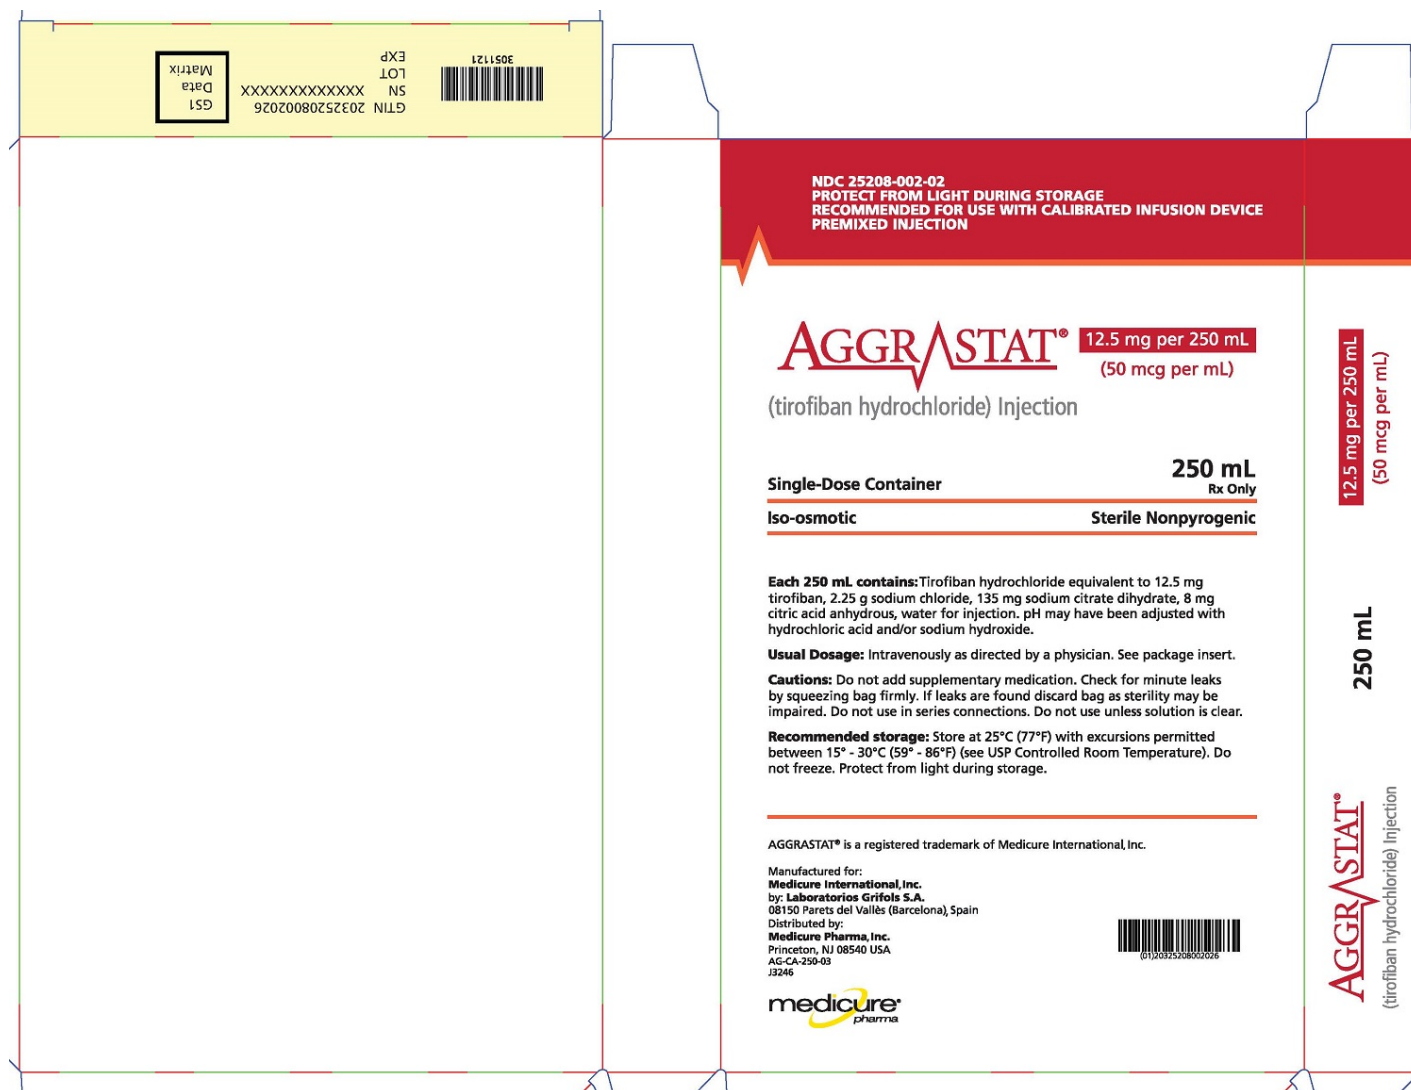 GTIN 20325208002026
SN XXXXXXXXXXXXXX
LOT
EXP
GS1
Data
Matrix
3051121
NDC 25208-002-02
PROTECT FROM LIGHT DURING STORAGE
RECOMMENDED FOR USE WITH CALIBRATED INFUSION DEVICE
PREMIXED INJECTION
AGGRASTAT®
12.5 mg per 250 mL
(50 mcg per mL)
(tirofiban hydrochloride) Injection
250 mL
Single-Dose Container
Rx Only
Iso-osmotic Sterile Nonpyrogenic
Each 250 mL contains: Tirofiban hydrochloride equivalent to 12.5 mg
tirofiban, 2.25 g sodium chloride, 135 mg sodium citrate dihydrate, 8 mg
citric acid anhydrous, water for injection. pH may have been adjusted with
hydrochloric acid and/or sodium hydroxide.
Usual Dosage: Intravenously as directed by a physician. See package insert.
Cautions: Do not add supplementary medication. Check for minute leaks
by squeezing bag firmly. If leaks are found discard bag as sterility may be
impaired. Do not use in series connections. Do not use unless solution is clear.
Recommended storage: Store at 25°C (77°F) with excursions permitted
between 15° - 30°C (59° - 86°F) (see USP Controlled Room Temperature). Do
not freeze. Protect from light during storage.
AGGRASTAT® is a registered trademark of Medicure International, Inc.
Manufactured for:
Medicure International, Inc.
by: Laboratorios Grifols S.A.
08150 Parets del Vallès (Barcelona), Spain
Distributed by:
Medicure Pharma, Inc.
Princeton, NJ 08540 USA
AG-CA-250-03
J3246
(01)20325208002026
medicure®
pharma
12.5 mg per 250 mL
(50 mcg per mL)
250 mL
AGGRASTAT®
(tirofiban hydrochloride) Injection